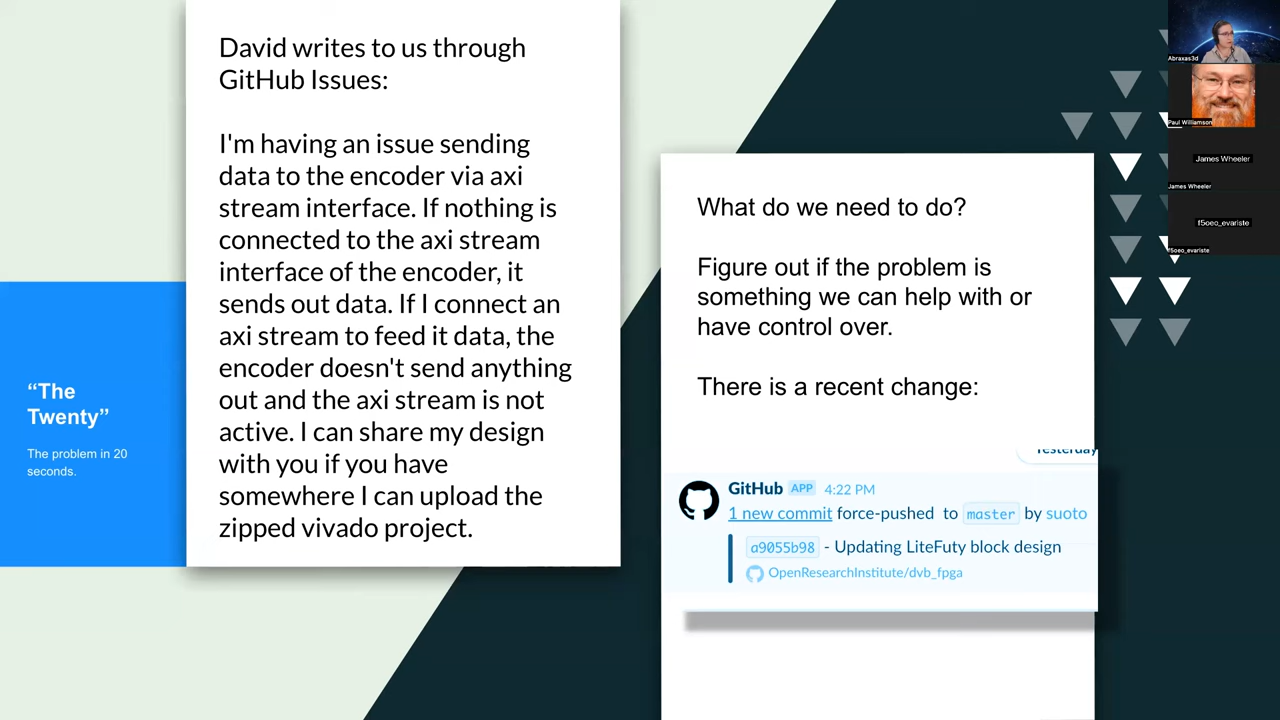 David writes to us through
GitHub Issues:
I'm having an issue sending
data to the encoder via axi
stream interface. If nothing is
connected to the axi stream
interface of the encoder, it
sends out data. If I connect an
axi stream to feed it data, the
encoder doesn't send anything
out and the axi stream is not
active. I can share my design
with you if you have
somewhere I can upload the
zipped vivado project.
“The
Twenty”
The problem in 20
seconds.
What do we need to do?
Figure out if the problem is
something we can help with or
have control over.
There is a recent change:
Yesterday
GitHub APP 4:22 PM
1 new commit force-pushed to master by suoto
a9055b98 - Updating LiteFuty block design
OpenResearchInstitute/dvb_fpga
Abraxas3d
Paul Williamson
James Wheeler
James Wheeler
f5oeo_evariste
f5oeo_evariste